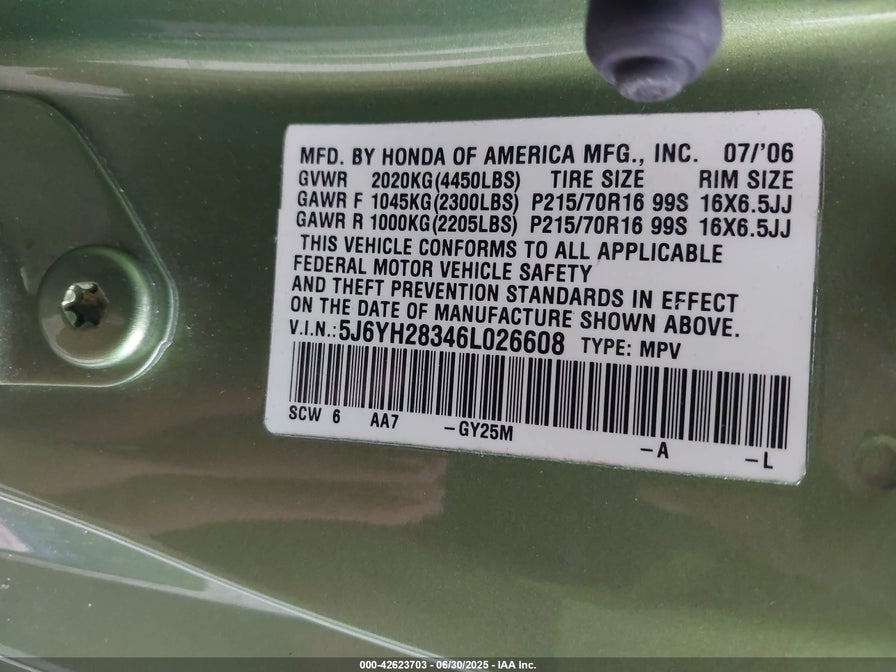 MFD. BY HONDA OF AMERICA MFG., INC. 07/'06
GVWR 2020KG(4450LBS) TIRE SIZE RIM SIZE
GAWR F 1045KG(2300LBS) P215/70R16 99S 16X6.5JJ
GAWR R 1000KG(2205LBS) P215/70R16 99S 16X6.5JJ
THIS VEHICLE CONFORMS TO ALL APPLICABLE
FEDERAL MOTOR VEHICLE SAFETY
AND THEFT PREVENTION STANDARDS IN EFFECT
ON THE DATE OF MANUFACTURE SHOWN ABOVE.
V.I.N.:5J6YH28346L026608 TYPE: MPV
SCW 6 AA7 -GY25M -A -L
000-42623703 - 06/30/2025 - IAA Inc.